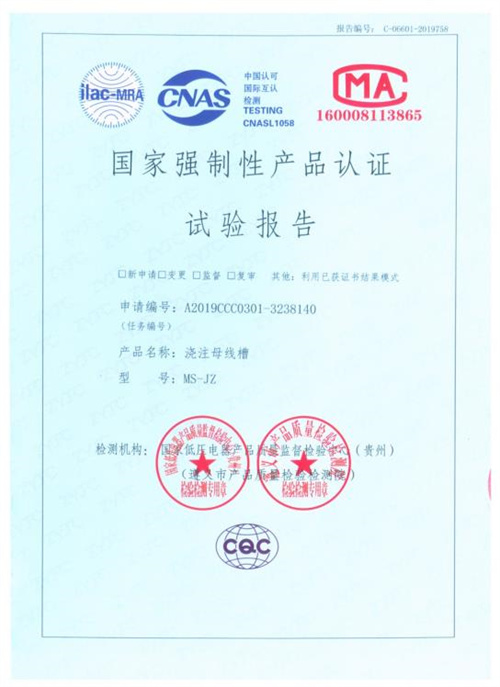 报告编号： C-06601-2019758
ilac-MRA
CNAS
中国认可
国际互认
检测
TESTING
CNASL1058
MA
160008113865
国家强制性产品认证
试验报告
□新申请□变更 □监督 □复审 其他：利用已获证书结果模式
申请编号：A2019CCC0301-3238140
（任务编号）
产品名称：浇注母线槽
型 号：MS-JZ
检测机构：国家低压电器产品质量监督检验中心（贵州）
（遵义市产品质量检验检测院）
检验检测专用章
检验检测专用章
CQC